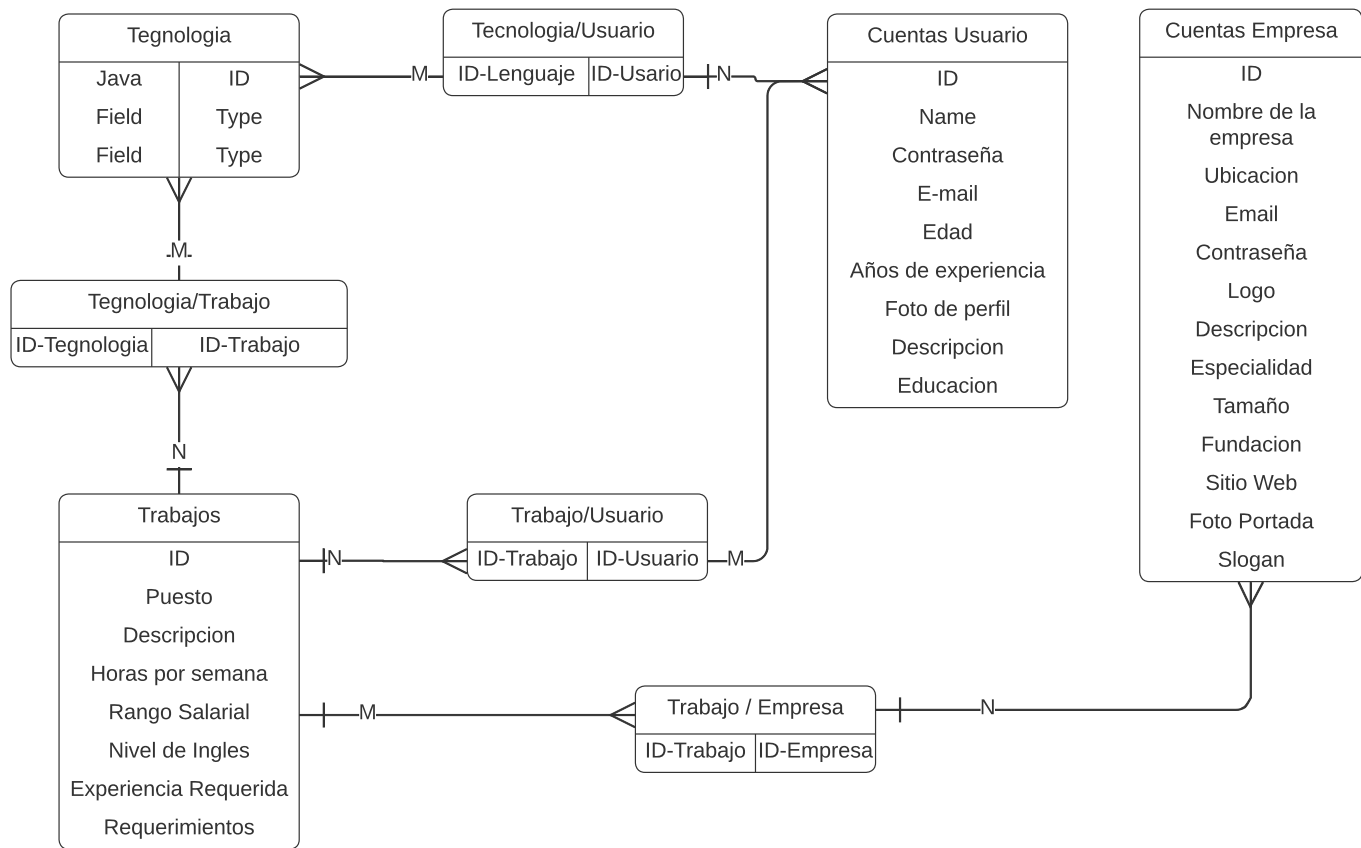 Tegnologia
Java ID
Field Type
Field Type
M
Tecnologia/Usuario
ID-Lenguaje ID-Usario
N
Cuentas Usuario
ID
Name
Contraseña
E-mail
Edad
Años de experiencia
Foto de perfil
Descripcion
Educacion
Cuentas Empresa
ID
Nombre de la
empresa
Ubicacion
Email
Contraseña
Logo
Descripcion
Especialidad
Tamaño
Fundacion
Sitio Web
Foto Portada
Slogan
M
Tegnologia/Trabajo
ID-Tegnologia ID-Trabajo
N
Trabajos
ID
Puesto
Descripcion
Horas por semana
Rango Salarial
Nivel de Ingles
Experiencia Requerida
Requerimientos
N
Trabajo/Usuario
ID-Trabajo ID-Usuario
M
M
Trabajo / Empresa
ID-Trabajo ID-Empresa
N